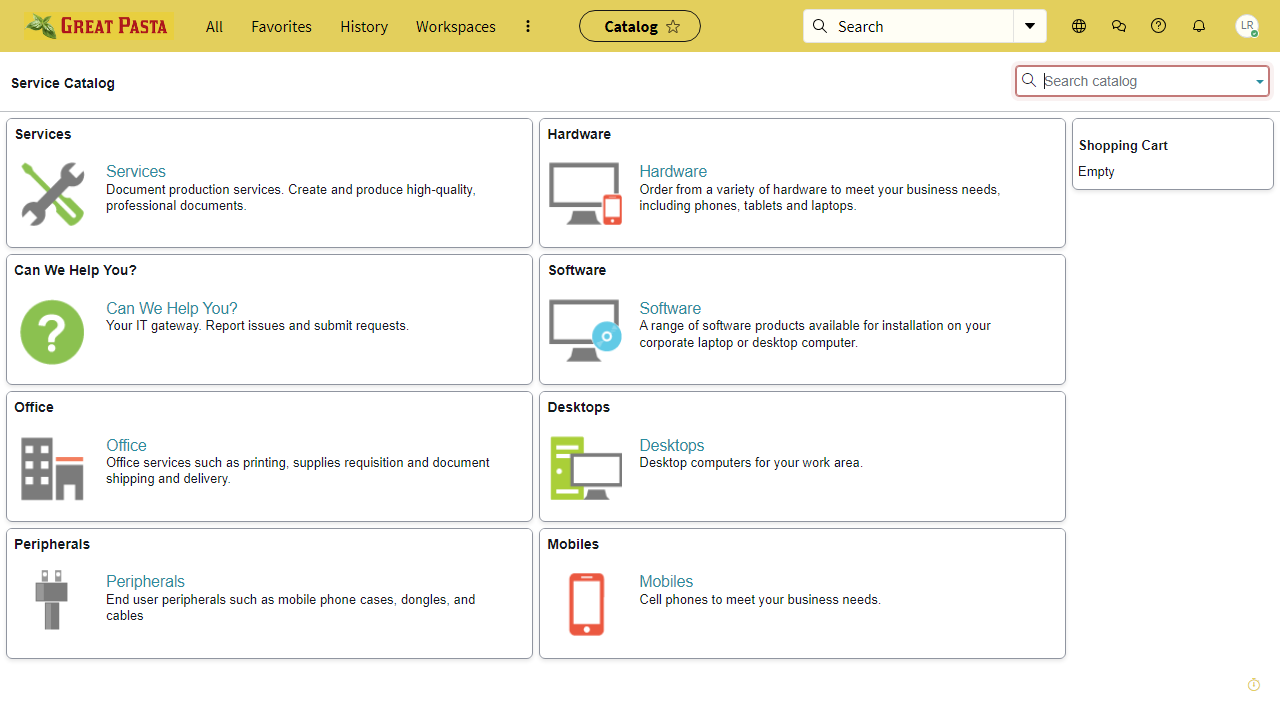 GREAT PASTA
All
Favorites
History
Workspaces
Catalog
Search
LR
Service Catalog
Search catalog
Services
Services
Document production services. Create and produce high-quality,
professional documents.
Hardware
Hardware
Order from a variety of hardware to meet your business needs,
including phones, tablets and laptops.
Shopping Cart
Empty
Can We Help You?
Can We Help You?
Your IT gateway. Report issues and submit requests.
Software
Software
A range of software products available for installation on your
corporate laptop or desktop computer.
Office
Office
Office services such as printing, supplies requisition and document
shipping and delivery.
Desktops
Desktops
Desktop computers for your work area.
Peripherals
Peripherals
End user peripherals such as mobile phone cases, dongles, and
cables
Mobiles
Mobiles
Cell phones to meet your business needs.